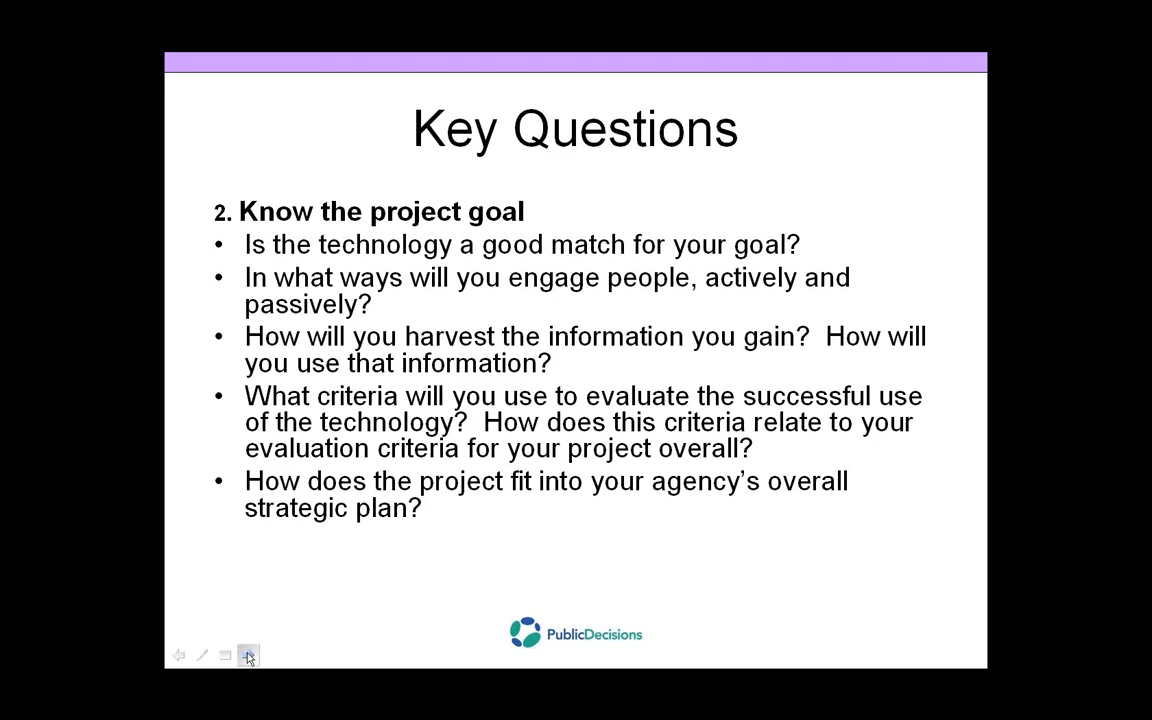 Key Questions
2. Know the project goal
• Is the technology a good match for your goal?
• In what ways will you engage people, actively and
passively?
• How will you harvest the information you gain?  How will
you use that information?
• What criteria will you use to evaluate the successful use
of the technology?  How does this criteria relate to your
evaluation criteria for your project overall?
• How does the project fit into your agency’s overall
strategic plan?
PublicDecisions